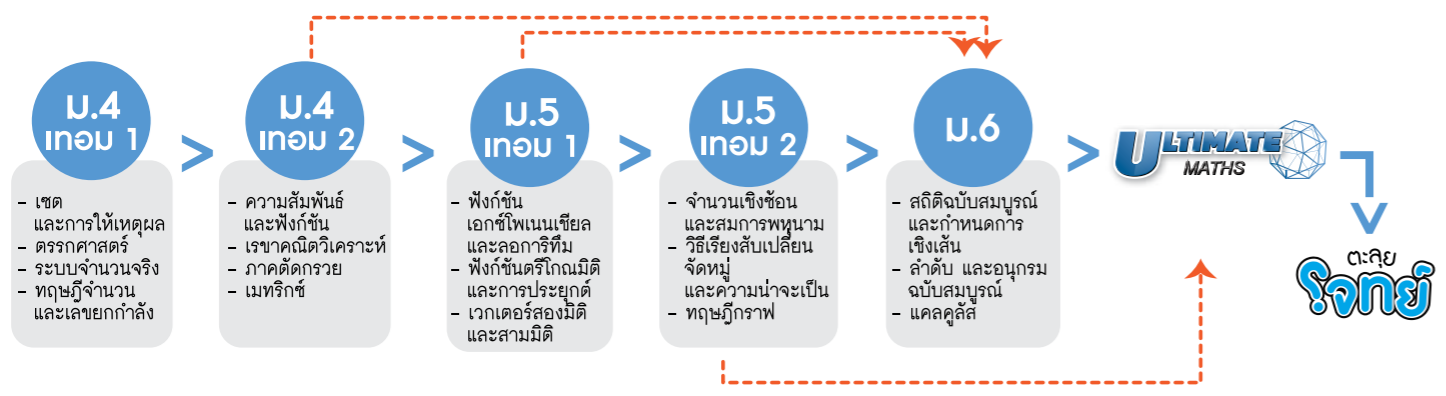 ม.4
เทอม 1
– เซต
และการให้เหตุผล
– ตรรกศาสตร์
– ระบบจำนวนจริง
– ทฤษฎีจำนวน
และเลขยกกำลัง
>
ม.4
เทอม 2
– ความสัมพันธ์
และฟังก์ชัน
– เรขาคณิตวิเคราะห์
– ภาคตัดกรวย
– เมทริกซ์
>
ม.5
เทอม 1
– ฟังก์ชัน
เอกซ์โพเนนเชียล
และลอการิทึม
– ฟังก์ชันตรีโกณมิติ
และการประยุกต์
– เวกเตอร์สองมิติ
และสามมิติ
>
ม.5
เทอม 2
– จำนวนเชิงซ้อน
และสมการพหุนาม
– วิธีเรียงสับเปลี่ยน
จัดหมู่
และความน่าจะเป็น
– ทฤษฎีกราฟ
>
ม.6
– สถิติฉบับสมบูรณ์
และกำหนดการ
เชิงเส้น
– ลำดับ และอนุกรม
ฉบับสมบูรณ์
– แคลคูลัส
>
ULTIMATE
MATHS
ตะลุย
โจทย์